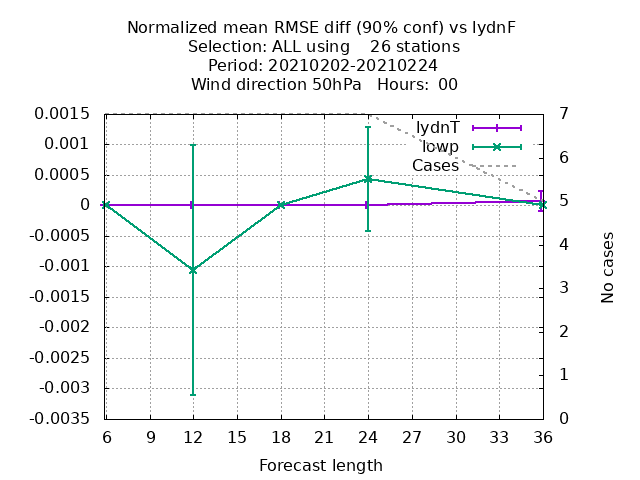 Normalized mean RMSE diff (90% conf) vs lydnF
Selection: ALL using    26 stations
Period: 20210202-20210224
Wind direction 50hPa   Hours:  00
lydnT
lowp
Cases
0.0015
0.001
0.0005
0
-0.0005
-0.001
-0.0015
-0.002
-0.0025
-0.003
-0.0035
7
6
5
4
3
2
1
0
No cases
6 9 12 15 18 21 24 27 30 33 36
Forecast length